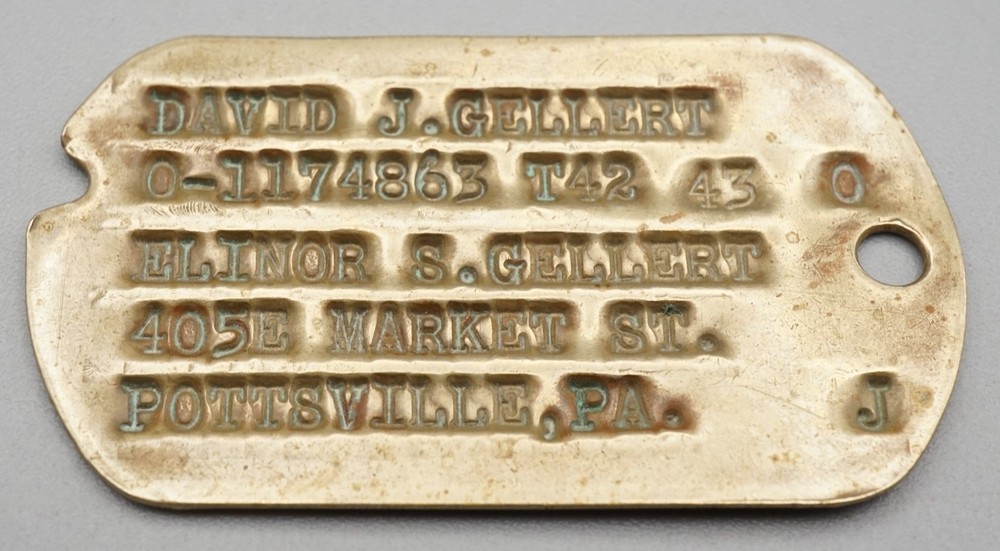 DAVID J.GELLERT
O-1174863 T42 43 O
ELINOR S.GELLERT
405E MARKET ST.
POTTSVILLE,PA. J